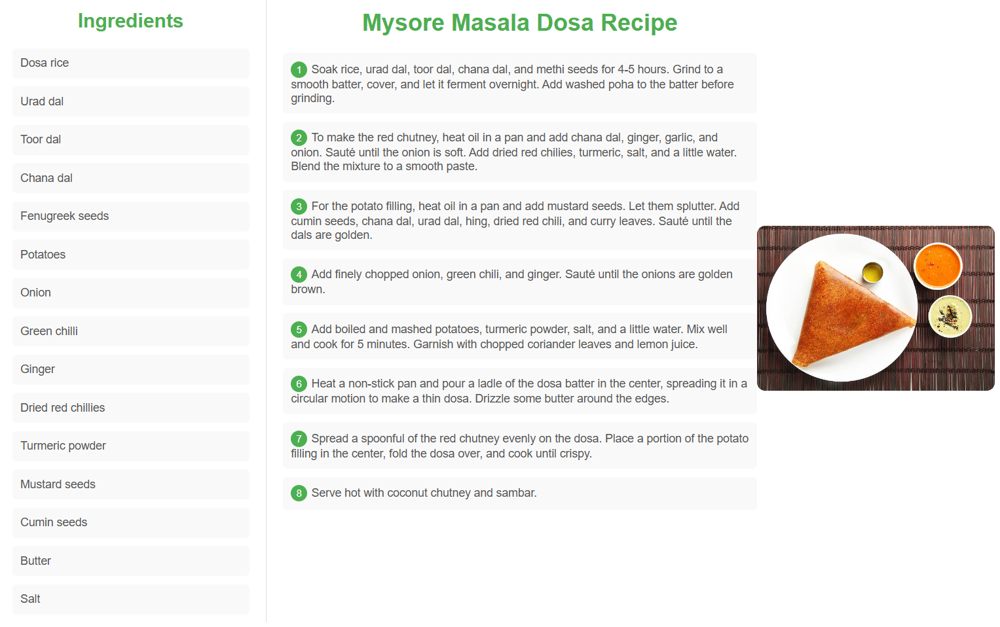 Ingredients
Dosa rice
Urad dal
Toor dal
Chana dal
Fenugreek seeds
Potatoes
Onion
Green chilli
Ginger
Dried red chillies
Turmeric powder
Mustard seeds
Cumin seeds
Butter
Salt
Mysore Masala Dosa Recipe
1 Soak rice, urad dal, toor dal, chana dal, and methi seeds for 4-5 hours. Grind to a
smooth batter, cover, and let it ferment overnight. Add washed poha to the batter before
grinding.
2 To make the red chutney, heat oil in a pan and add chana dal, ginger, garlic, and
onion. Sauté until the onion is soft. Add dried red chilies, turmeric, salt, and a little water.
Blend the mixture to a smooth paste.
3 For the potato filling, heat oil in a pan and add mustard seeds. Let them splutter. Add
cumin seeds, chana dal, urad dal, hing, dried red chili, and curry leaves. Sauté until the
dals are golden.
4 Add finely chopped onion, green chili, and ginger. Sauté until the onions are golden
brown.
5 Add boiled and mashed potatoes, turmeric powder, salt, and a little water. Mix well
and cook for 5 minutes. Garnish with chopped coriander leaves and lemon juice.
6 Heat a non-stick pan and pour a ladle of the dosa batter in the center, spreading it in a
circular motion to make a thin dosa. Drizzle some butter around the edges.
7 Spread a spoonful of the red chutney evenly on the dosa. Place a portion of the potato
filling in the center, fold the dosa over, and cook until crispy.
8 Serve hot with coconut chutney and sambar.